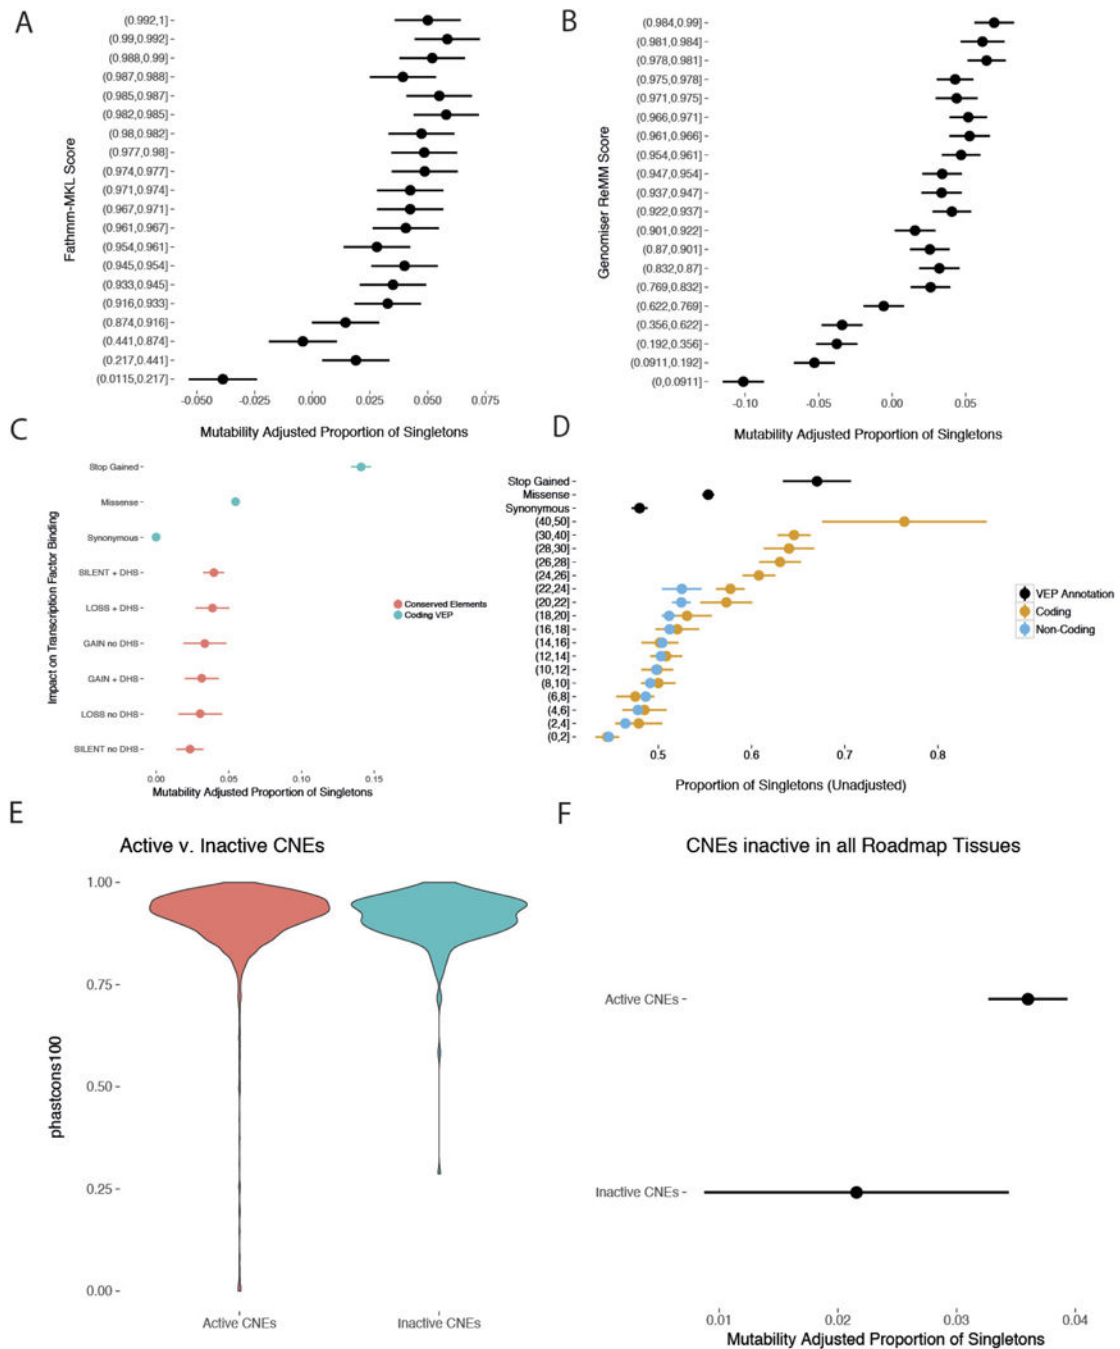 A
Fathmm-MKL Score
(0.992,1]
(0.99,0.992]
(0.988,0.99]
(0.987,0.988]
(0.985,0.987]
(0.982,0.985]
(0.98,0.982]
(0.977,0.98]
(0.974,0.977]
(0.971,0.974]
(0.967,0.971]
(0.961,0.967]
(0.954,0.961]
(0.945,0.954]
(0.933,0.945]
(0.916,0.933]
(0.874,0.916]
(0.441,0.874]
(0.217,0.441]
(0.0115,0.217]
-0.050 -0.025 0.000 0.025 0.050 0.075
Mutability Adjusted Proportion of Singletons
B
Genomiser ReMM Score
(0.984,0.99]
(0.981,0.984]
(0.978,0.981]
(0.975,0.978]
(0.971,0.975]
(0.966,0.971]
(0.961,0.966]
(0.954,0.961]
(0.947,0.954]
(0.937,0.947]
(0.922,0.937]
(0.901,0.922]
(0.87,0.901]
(0.832,0.87]
(0.769,0.832]
(0.622,0.769]
(0.356,0.622]
(0.192,0.356]
(0.0911,0.192]
(0,0.0911]
-0.10 -0.05 0.00 0.05
Mutability Adjusted Proportion of Singletons
C
Impact on Transcription Factor Binding
Stop Gained
Missense
Synonymous
SILENT + DHS
LOSS + DHS
GAIN no DHS
GAIN + DHS
LOSS no DHS
SILENT no DHS
Conserved Elements
Coding VEP
0.00 0.05 0.10 0.15
Mutability Adjusted Proportion of Singletons
D
Stop Gained
Missense
Synonymous
(40,50]
(30,40]
(28,30]
(26,28]
(24,26]
(22,24]
(20,22]
(18,20]
(16,18]
(14,16]
(12,14]
(10,12]
(8,10]
(6,8]
(4,6]
(2,4]
(0,2]
VEP Annotation
Coding
Non-Coding
0.5 0.6 0.7 0.8
Proportion of Singletons (Unadjusted)
E
Active v. Inactive CNEs
phastcons100
1.00
0.75
0.50
0.25
0.00
Active CNEs Inactive CNEs
F
CNEs inactive in all Roadmap Tissues
Active CNEs
Inactive CNEs
0.01 0.02 0.03 0.04
Mutability Adjusted Proportion of Singletons